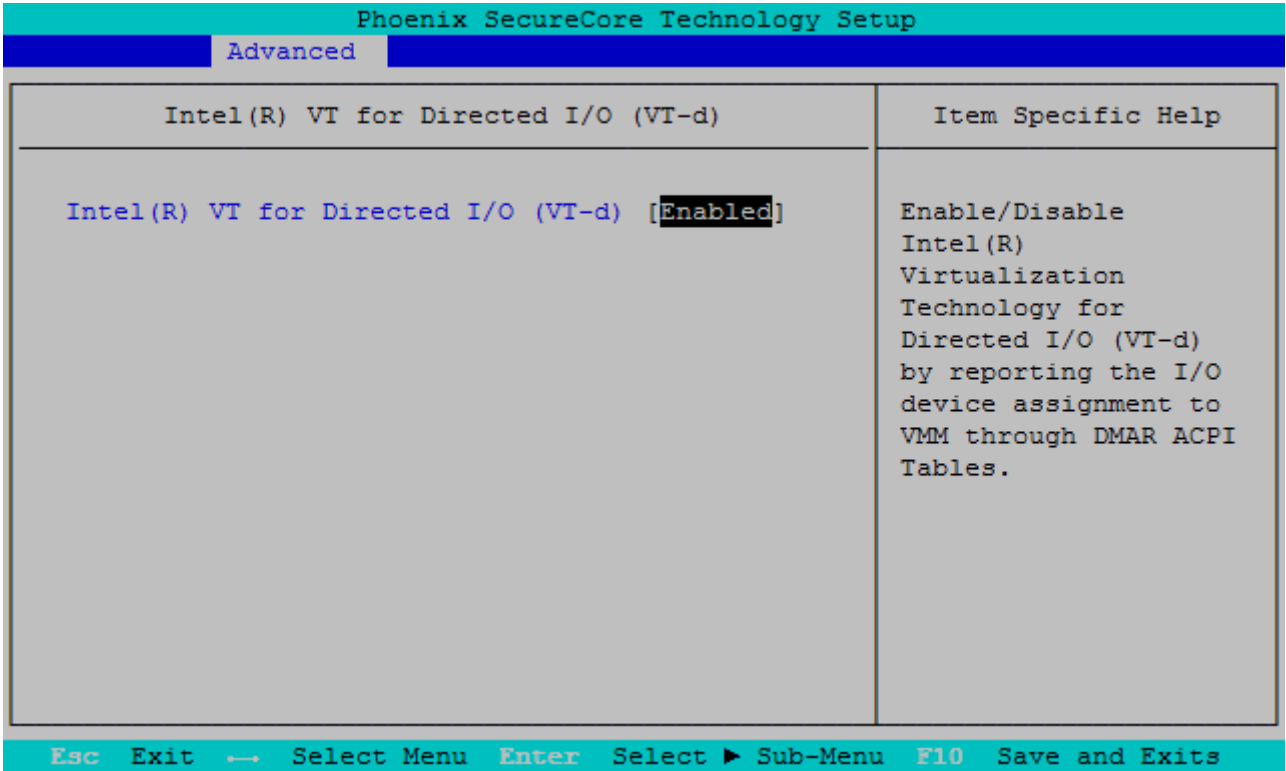 Phoenix SecureCore Technology Setup
Advanced
Intel(R) VT for Directed I/O (VT-d)
Intel(R) VT for Directed I/O (VT-d) [Enabled]
Item Specific Help
Enable/Disable
Intel(R)
Virtualization
Technology for
Directed I/O (VT-d)
by reporting the I/O
device assignment to
VMM through DMAR ACPI
Tables.
Esc Exit ↔ Select Menu Enter Select ▶ Sub-Menu F10 Save and Exits